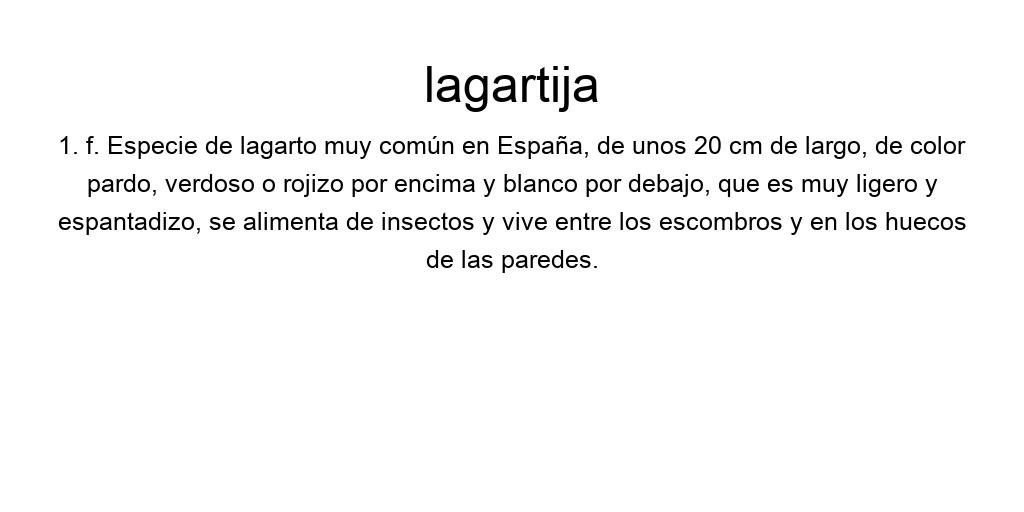 lagartija
1. f. Especie de lagarto muy común en España, de unos 20 cm de largo, de color
pardo, verdoso o rojizo por encima y blanco por debajo, que es muy ligero y
espantadizo, se alimenta de insectos y vive entre los escombros y en los huecos
de las paredes.